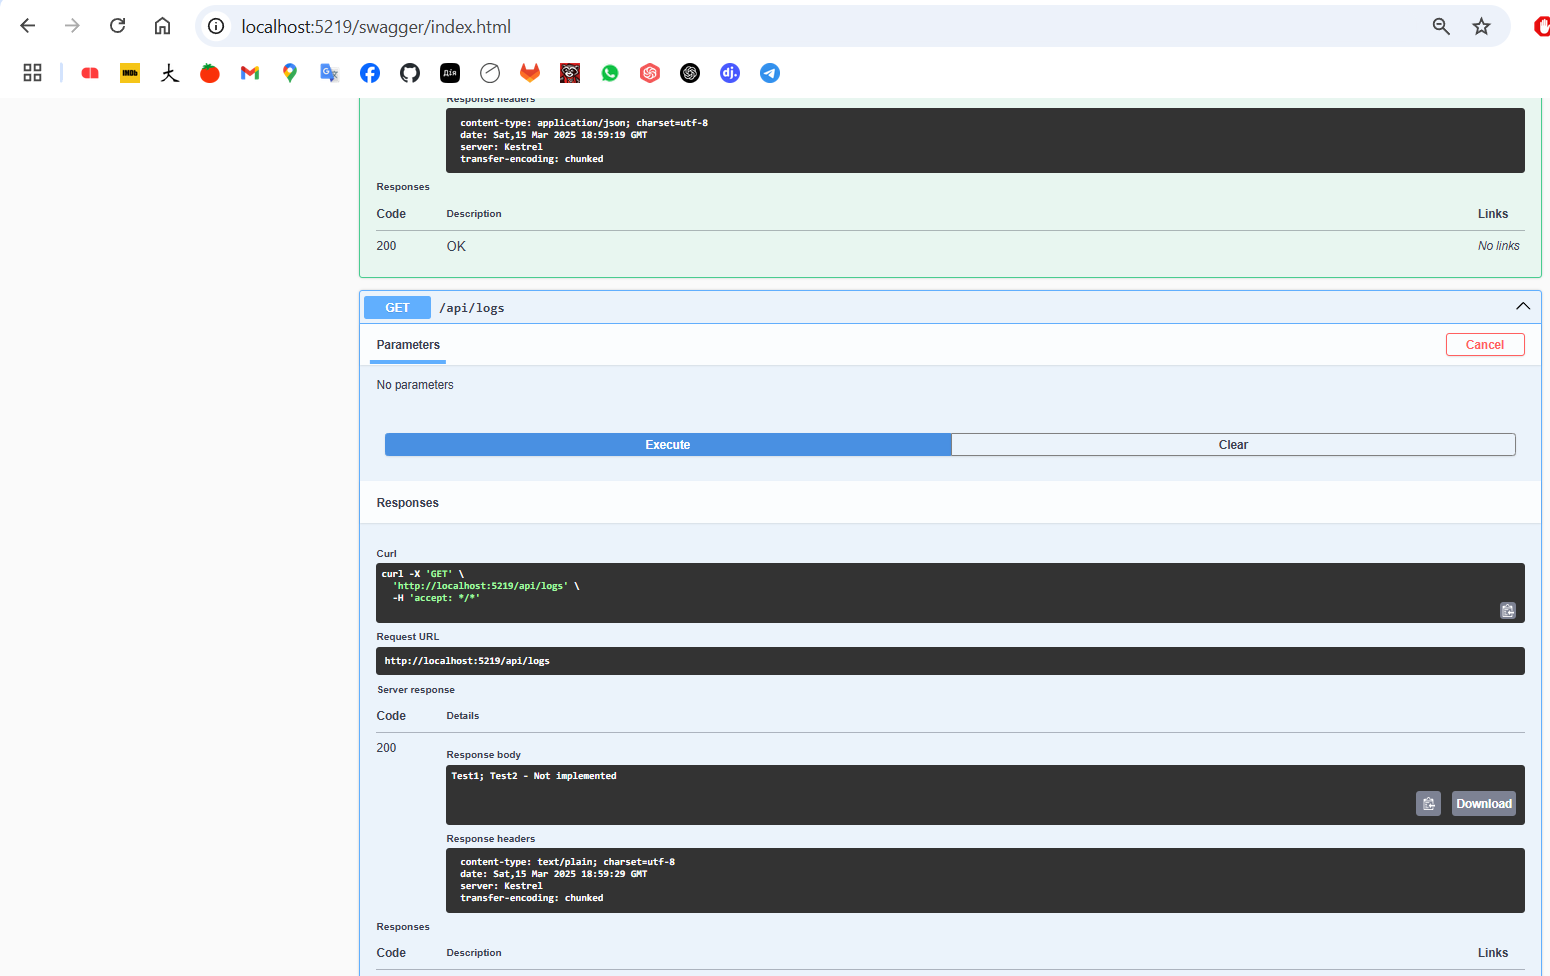 localhost:5219/swagger/index.html
IMDb
Дія
dj.
Response headers
content-type: application/json; charset=utf-8
date: Sat,15 Mar 2025 18:59:19 GMT
server: Kestrel
transfer-encoding: chunked
Responses
Code Description Links
200 OK No links
GET /api/logs
Parameters Cancel
No parameters
Execute Clear
Responses
Curl
curl -X 'GET' \
'http://localhost:5219/api/logs' \
-H 'accept: */*'
Request URL
http://localhost:5219/api/logs
Server response
Code Details
200
Response body
Test1; Test2 - Not implemented
Download
Response headers
content-type: text/plain; charset=utf-8
date: Sat,15 Mar 2025 18:59:29 GMT
server: Kestrel
transfer-encoding: chunked
Responses
Code Description Links